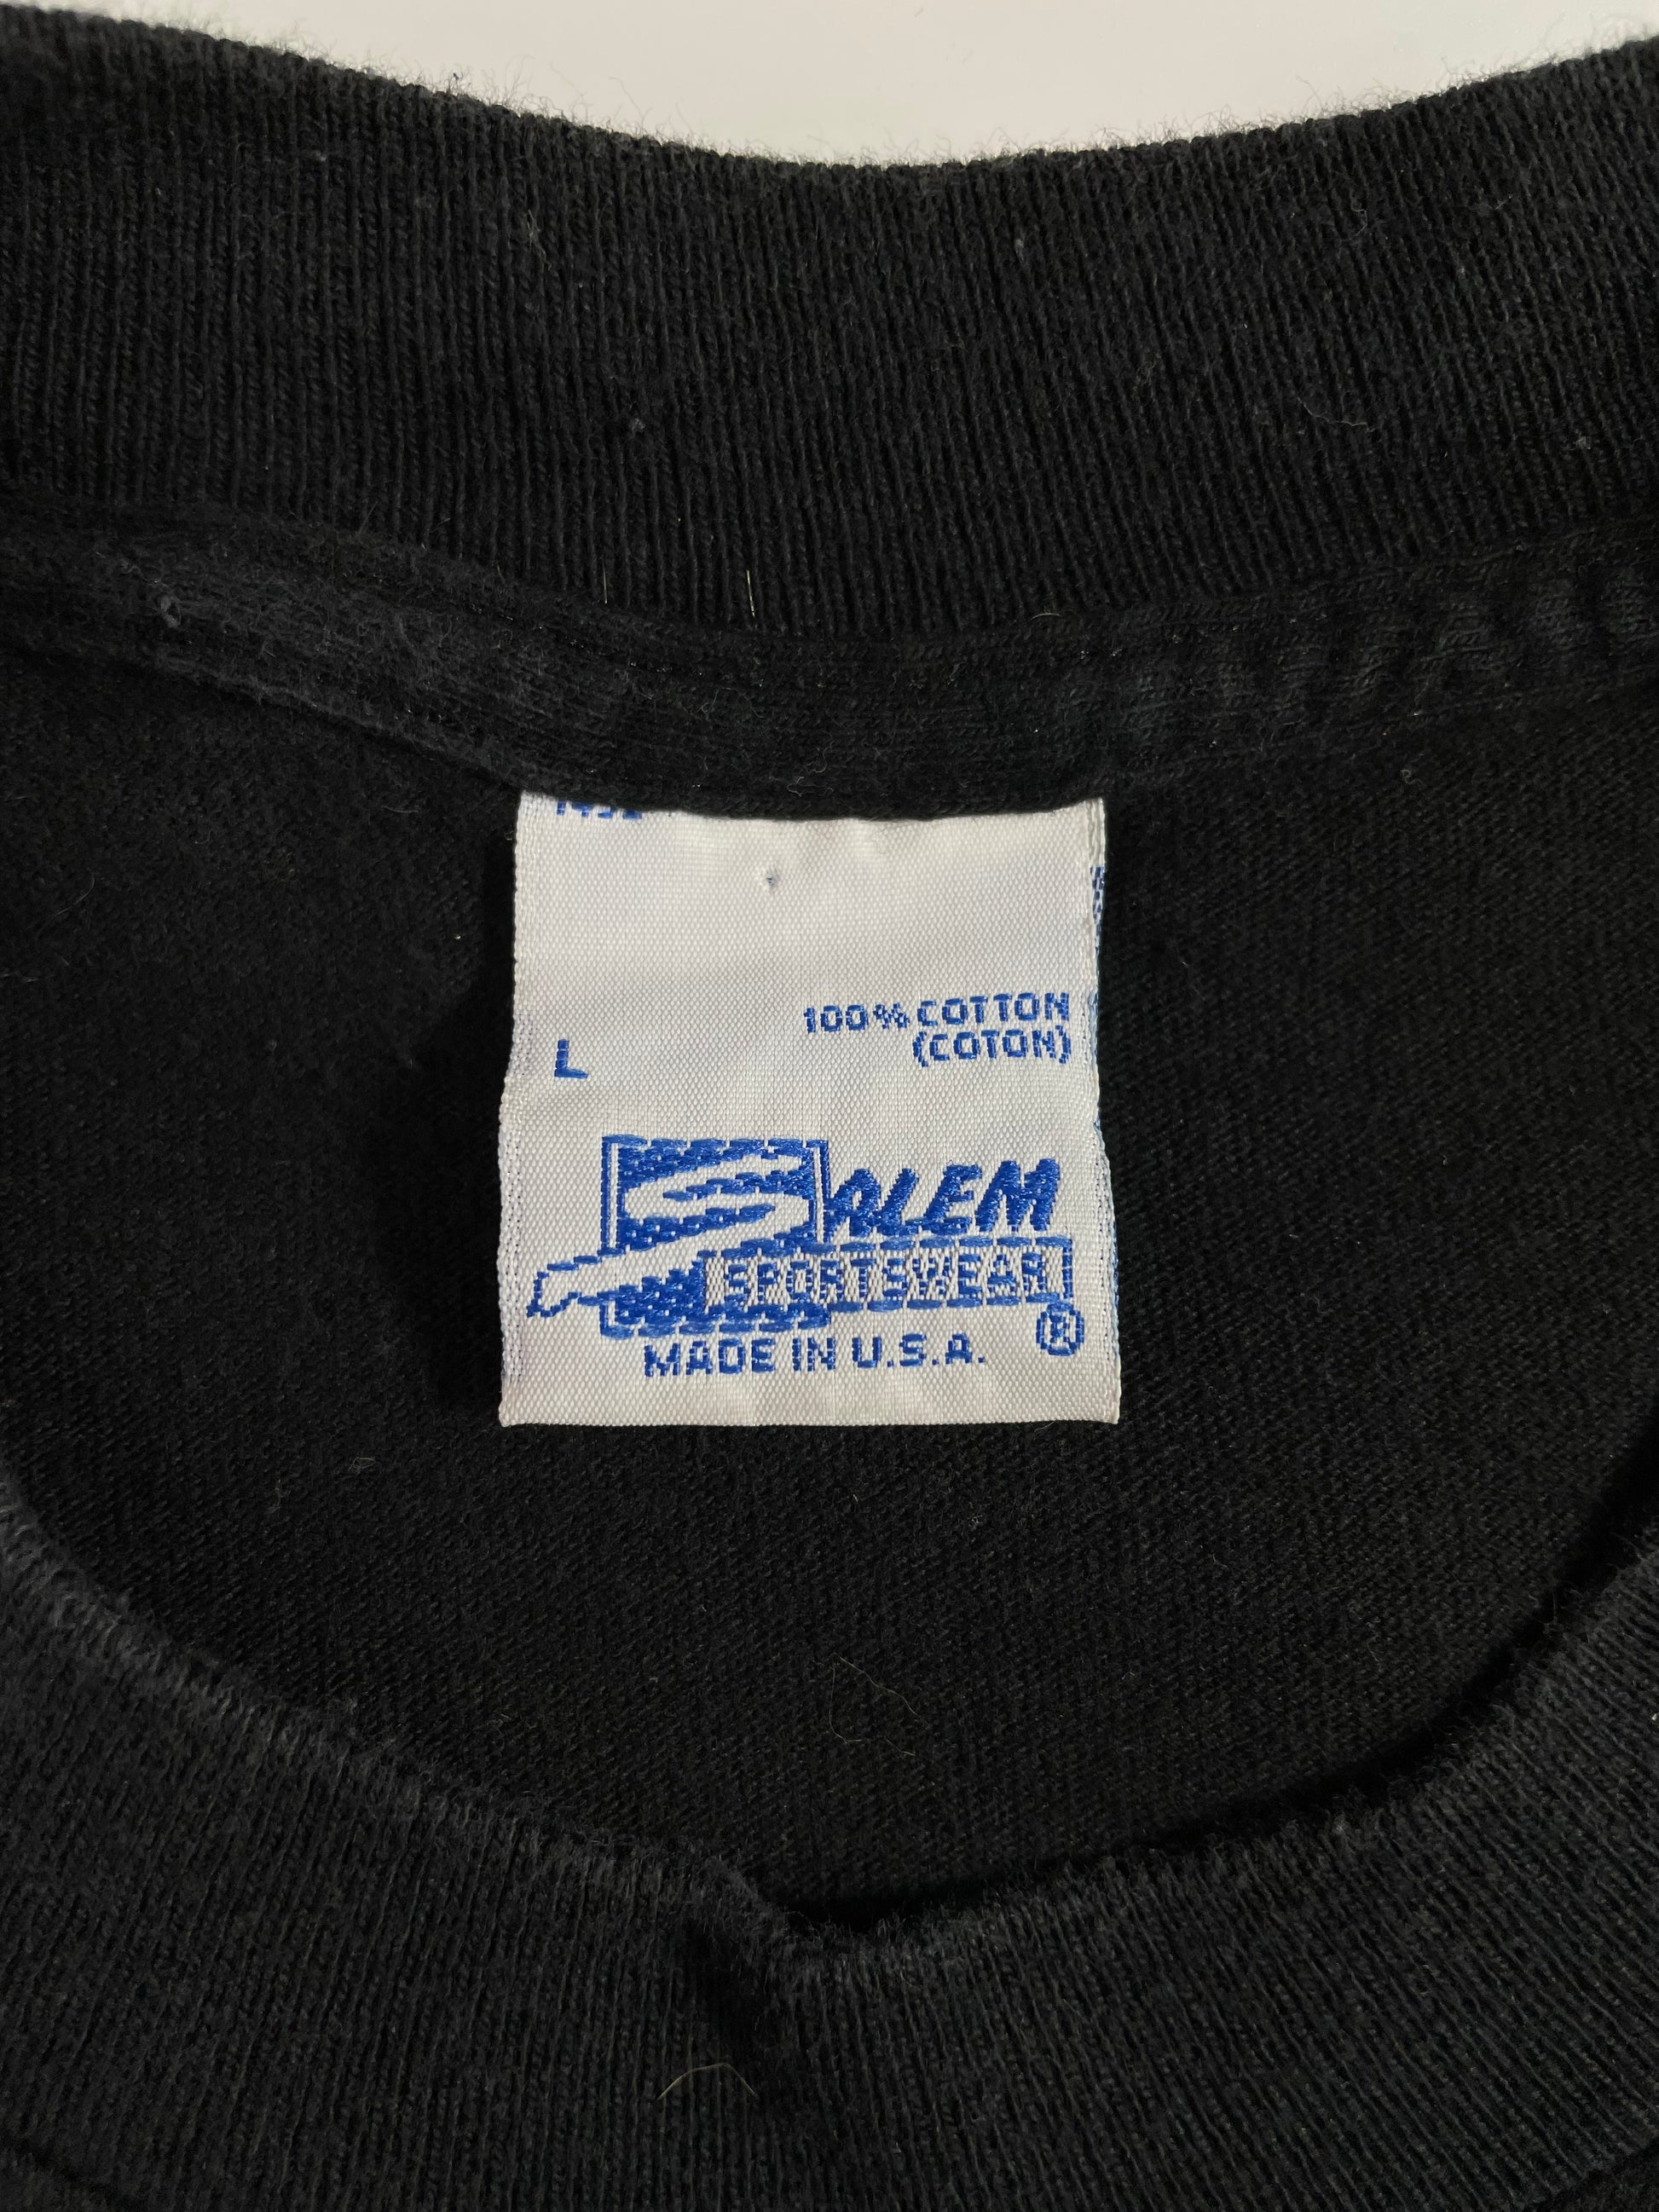 100% COTTON
(COTON)
L
SALEM
SPORTSWEAR
®
MADE IN U.S.A.